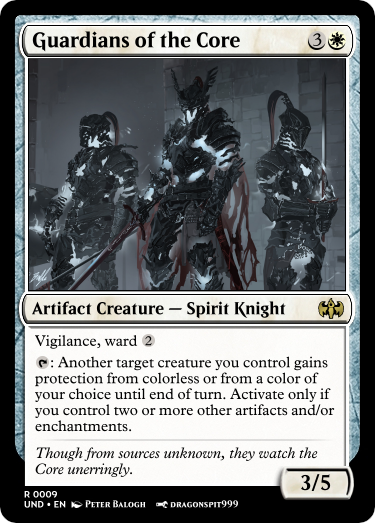 Guardians of the Core 3
Artifact Creature — Spirit Knight
Vigilance, ward 2
: Another target creature you control gains
protection from colorless or from a color of
your choice until end of turn. Activate only if
you control two or more other artifacts and/or
enchantments.
Though from sources unknown, they watch the
Core unerringly.
3/5
R 0009
UND • EN PETER BALOGH DRAGONSPIT999